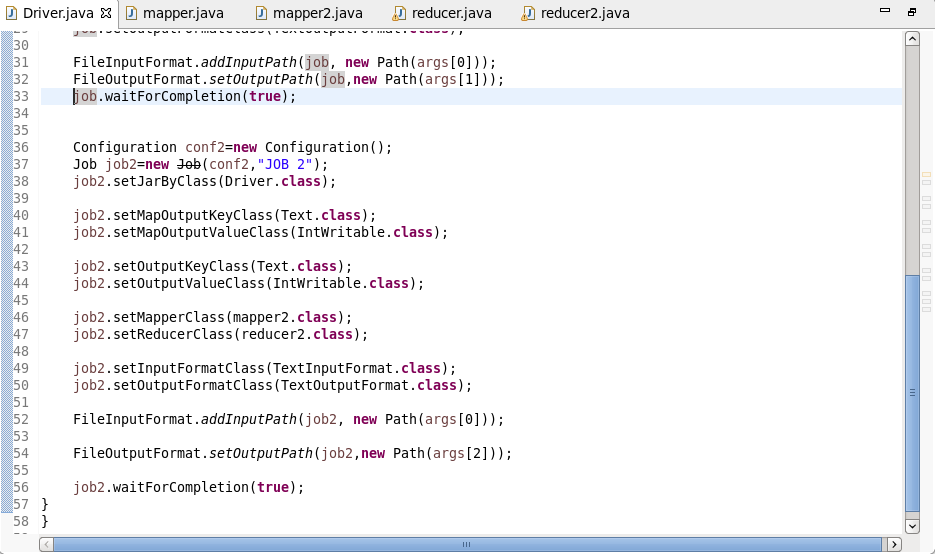 Driver.java mapper.java mapper2.java reducer.java reducer2.java
29 job.setOutputFormatClass(TextOutputFormat.class);
30
31 FileInputFormat.addInputPath(job, new Path(args[0]));
32 FileOutputFormat.setOutputPath(job,new Path(args[1]));
33 job.waitForCompletion(true);
34
35
36 Configuration conf2=new Configuration();
37 Job job2=new Job(conf2,"JOB 2");
38 job2.setJarByClass(Driver.class);
39
40 job2.setMapOutputKeyClass(Text.class);
41 job2.setMapOutputValueClass(IntWritable.class);
42
43 job2.setOutputKeyClass(Text.class);
44 job2.setOutputValueClass(IntWritable.class);
45
46 job2.setMapperClass(mapper2.class);
47 job2.setReducerClass(reducer2.class);
48
49 job2.setInputFormatClass(TextInputFormat.class);
50 job2.setOutputFormatClass(TextOutputFormat.class);
51
52 FileInputFormat.addInputPath(job2, new Path(args[0]));
53
54 FileOutputFormat.setOutputPath(job2,new Path(args[2]));
55
56 job2.waitForCompletion(true);
57 }
58 }